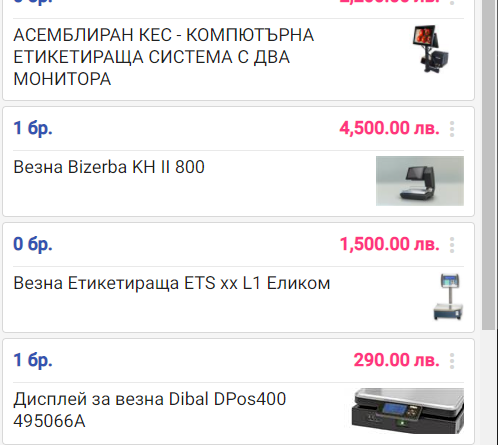 АСЕМБЛИРАН КЕС - КОМПЮТЪРНА
ЕТИКЕТИРАЩА СИСТЕМА С ДВА
МОНИТОРА
1 бр.
4,500.00 лв.
Везна Bizerba KH II 800
0 бр.
1,500.00 лв.
Везна Етикетираща ETS xx L1 Еликом
1 бр.
290.00 лв.
Дисплей за везна Dibal DPos400
495066A